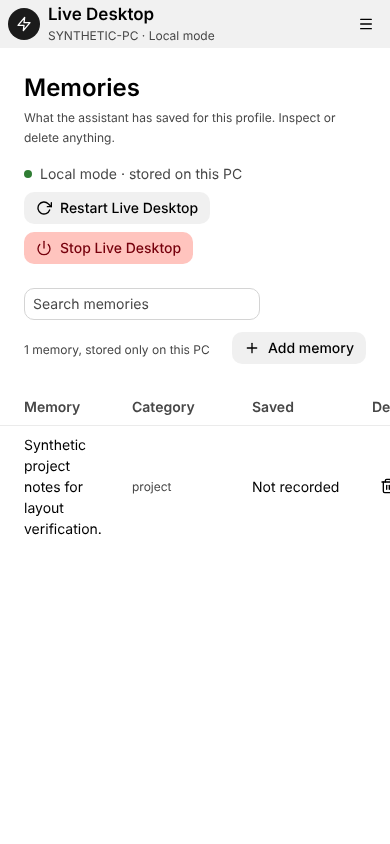 Live Desktop
SYNTHETIC-PC · Local mode
Memories
What the assistant has saved for this profile. Inspect or
delete anything.
Local mode · stored on this PC
Restart Live Desktop
Stop Live Desktop
Search memories
1 memory, stored only on this PC
Add memory
Memory Category Saved De
Synthetic
project
notes for
layout
verification.
project
Not recorded